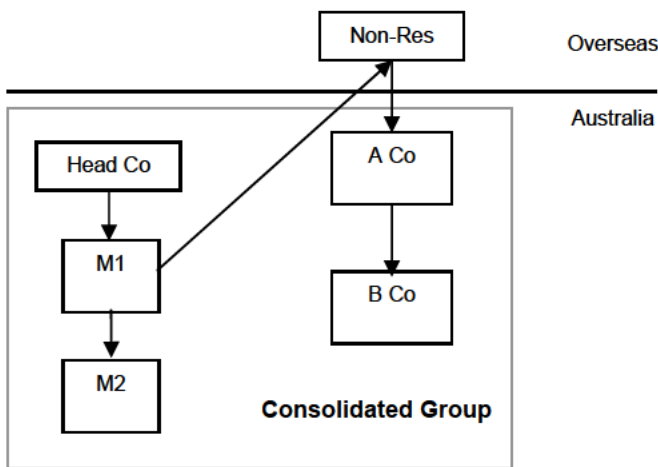 Non-Res
Overseas
Australia
Head Co
A Co
M1
B Co
M2
Consolidated Group